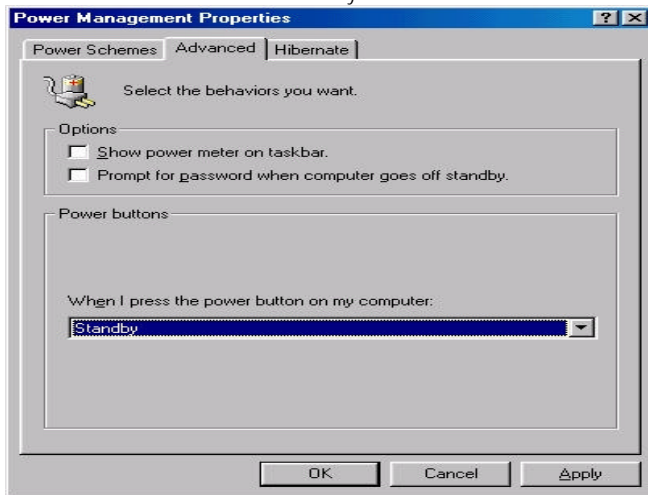 Power Management Properties
Power Schemes Advanced Hibernate
Select the behaviors you want.
Options
Show power meter on taskbar.
Prompt for password when computer goes off standby.
Power buttons
When I press the power button on my computer:
Standby
OK Cancel Apply